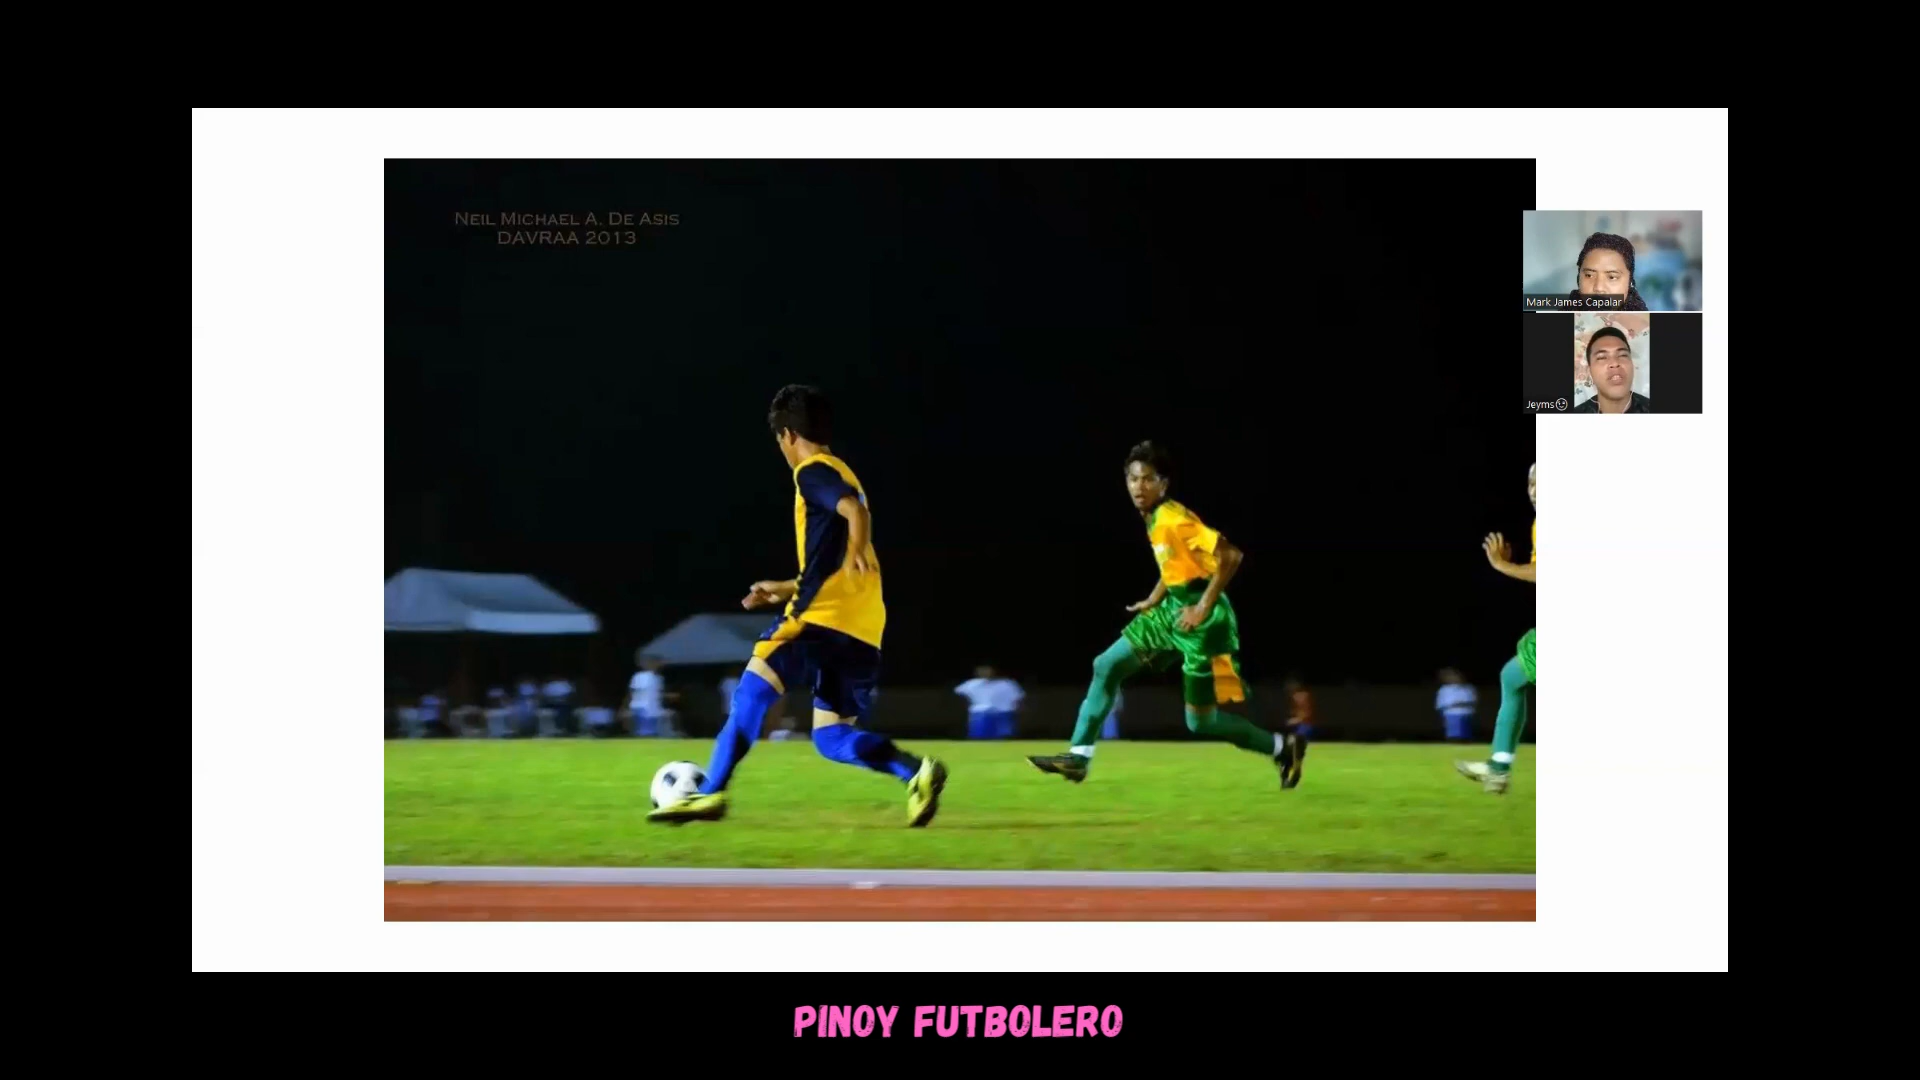 Neil Michael A. De Asis
DAVRAA 2013
Mark James Capalar
Jeyms
PINOY FUTBOLERO